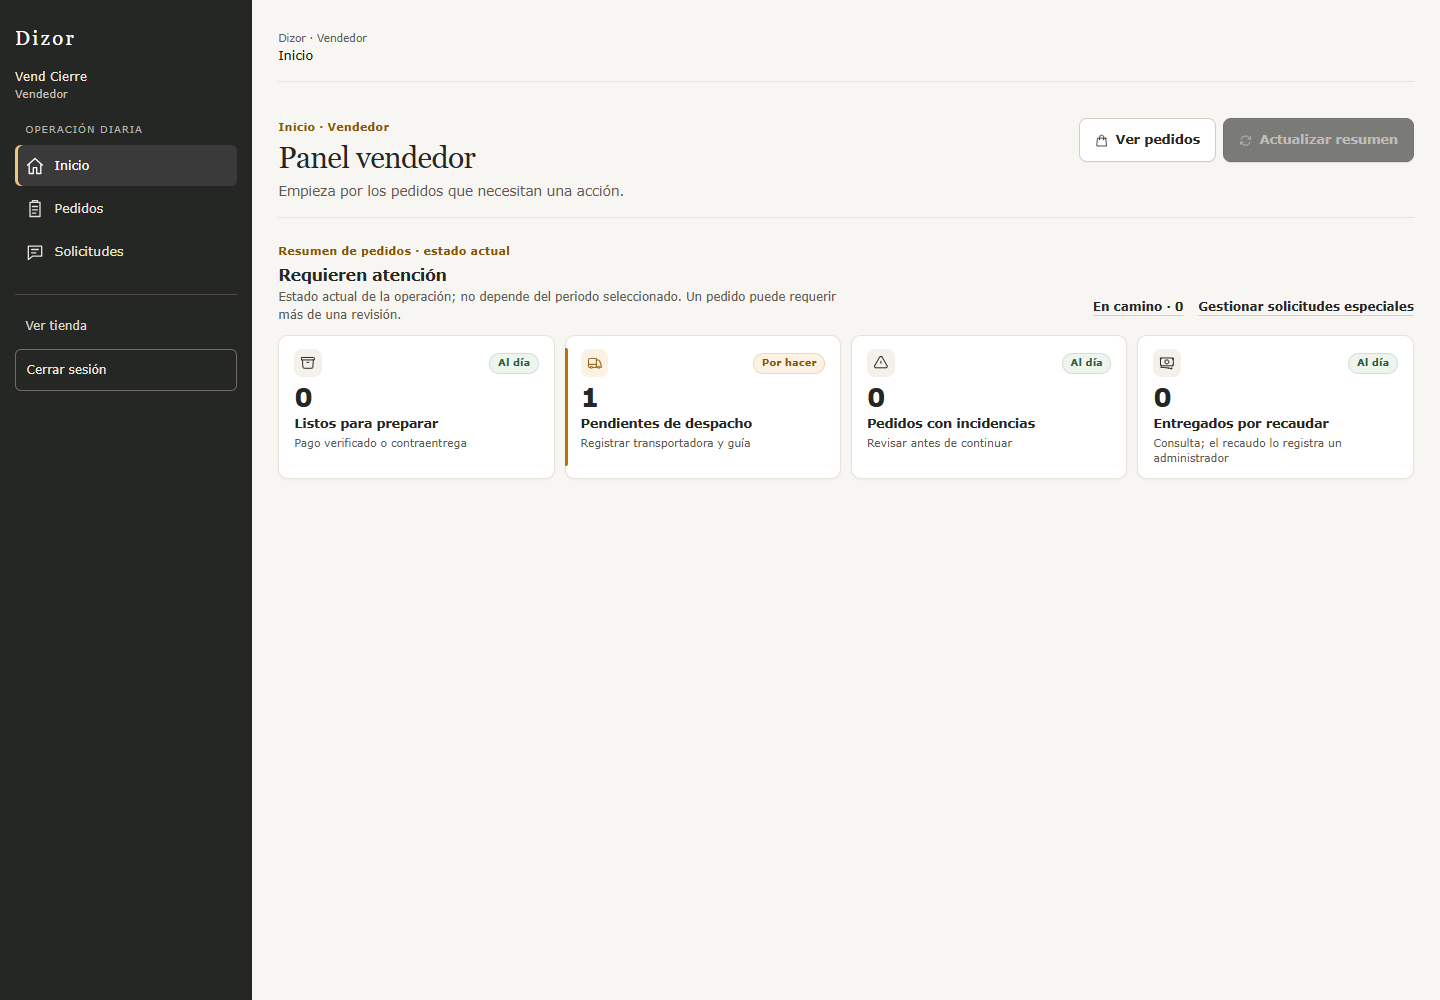 Dizor
Vend Cierre
Vendedor
OPERACIÓN DIARIA
Inicio
Pedidos
Solicitudes
Ver tienda
Cerrar sesión
Dizor · Vendedor
Inicio
Inicio · Vendedor
Panel vendedor
Empieza por los pedidos que necesitan una acción.
Ver pedidos
Actualizar resumen
Resumen de pedidos · estado actual
Requieren atención
Estado actual de la operación; no depende del periodo seleccionado. Un pedido puede requerir
más de una revisión.
En camino · 0
Gestionar solicitudes especiales
Al día
0
Listos para preparar
Pago verificado o contraentrega
Por hacer
1
Pendientes de despacho
Registrar transportadora y guía
Al día
0
Pedidos con incidencias
Revisar antes de continuar
Al día
0
Entregados por recaudar
Consulta; el recaudo lo registra un
administrador